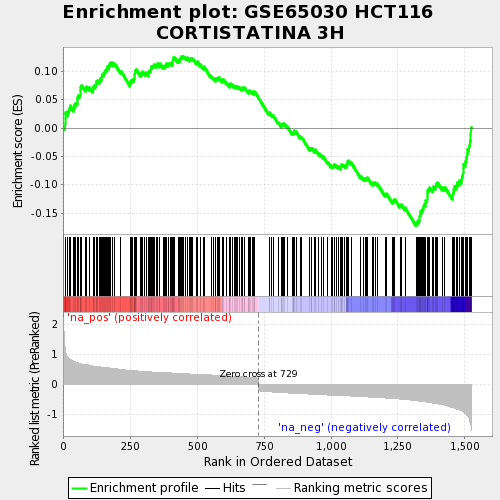 Enrichment plot: GSE65030 HCT116
CORTISTATINA 3H
Enrichment score (ES)
0.10
0.05
0.00
-0.05
-0.10
-0.15
'na_pos' (positively correlated)
Ranked list metric (PreRanked)
2
1
0
-1
Zero cross at 729
'na_neg' (negatively correlated)
0
250
500
750
1,000
1,250
1,500
Rank in Ordered Dataset
Enrichment profile
Hits
Ranking metric scores